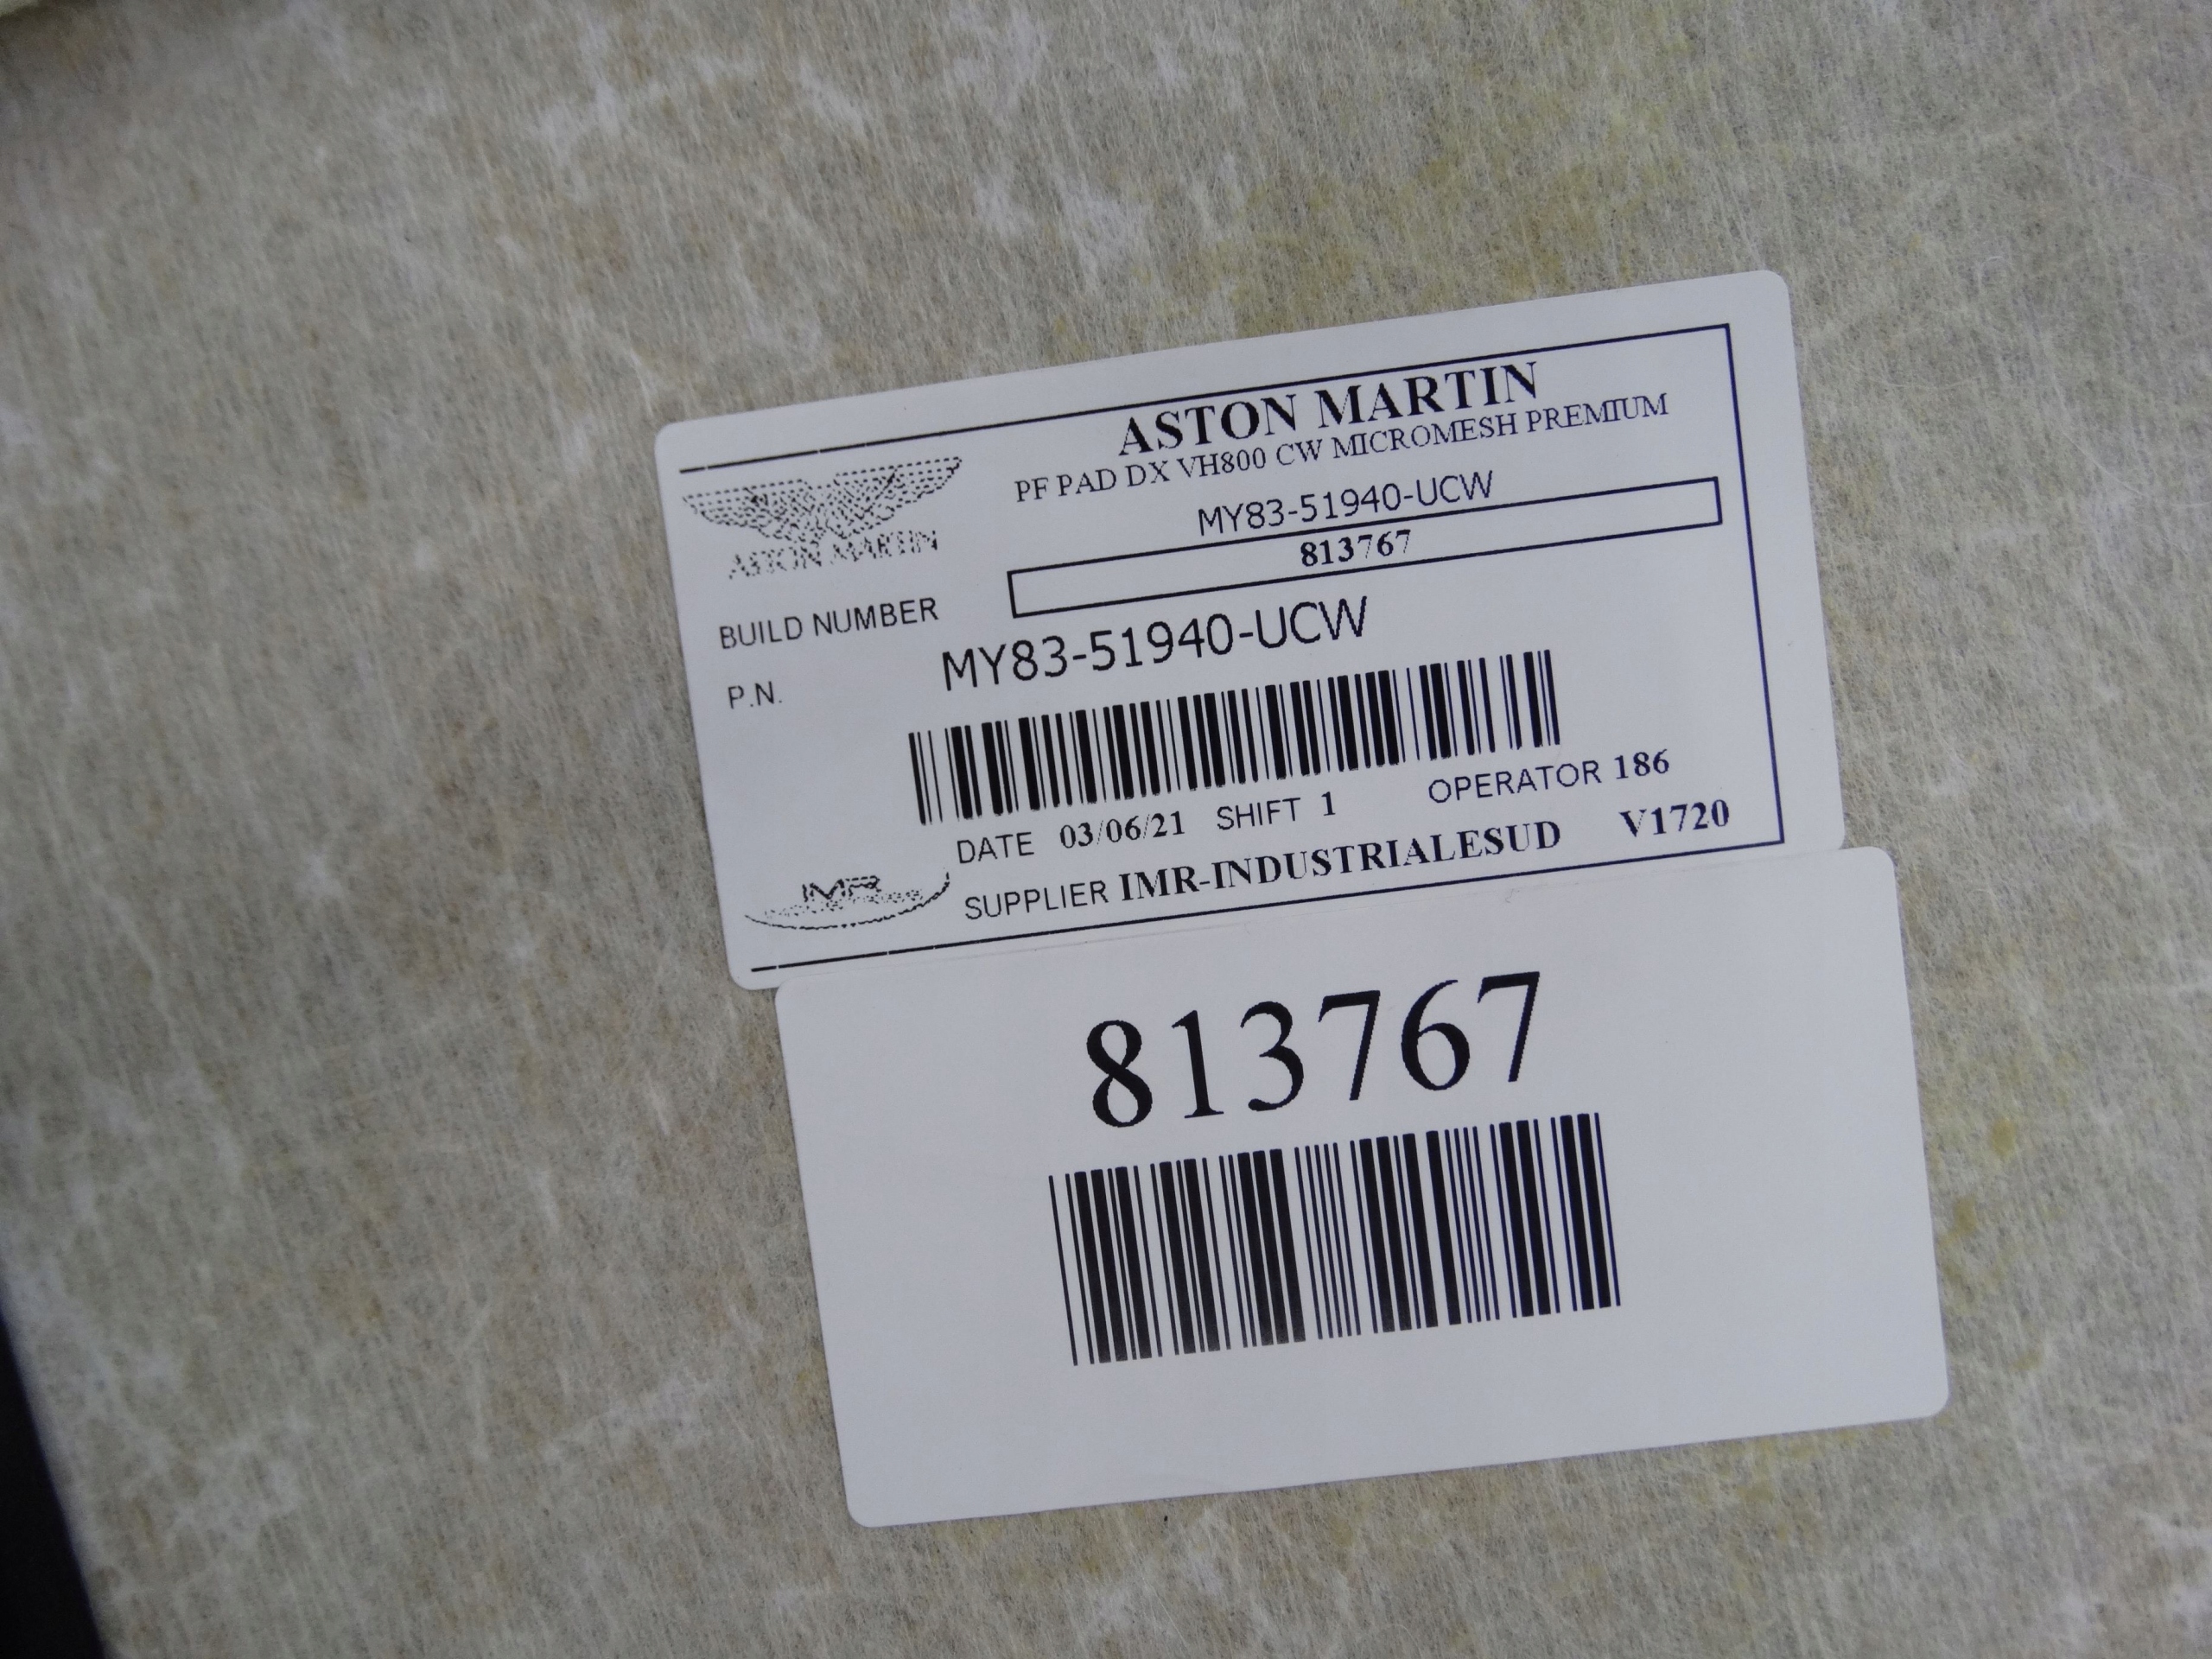 ASTON MARTIN
PF PAD DX VH800 CW MICROMESH PREMIUM
ASTON MARTIN
MY83-51940-UCW
BUILD NUMBER 813767
P.N. MY83-51940-UCW
DATE 03/06/21 SHIFT 1 OPERATOR 186
IMR
SUPPLIER IMR-INDUSTRIALESUD V1720
813767